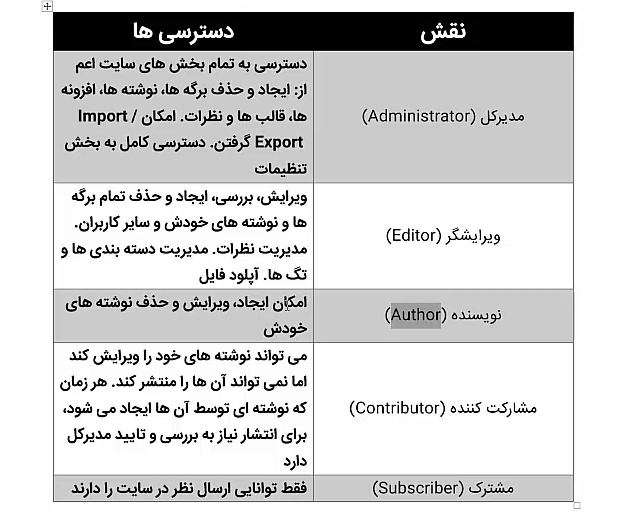 نقش
دسترسی ها
مدیرکل (Administrator)
دسترسی به تمام بخش های سایت اعم
از: ایجاد و حذف برگه ها، نوشته ها، افزونه
ها، قالب ها و نظرات. امکان Import /
Export گرفتن. دسترسی کامل به بخش
تنظیمات
ویرایشگر (Editor)
ویرایش، بررسی، ایجاد و حذف تمام برگه
ها و نوشته های خودش و سایر کاربران.
مدیریت نظرات. مدیریت دسته بندی ها و
تگ ها. آپلود فایل
نویسنده (Author)
امکان ایجاد، ویرایش و حذف نوشته های
خودش
مشارکت کننده (Contributor)
می تواند نوشته های خود را ویرایش کند
اما نمی تواند آن ها را منتشر کند. هر زمان
که نوشته ای توسط آن ها ایجاد می شود،
برای انتشار نیاز به بررسی و تایید مدیرکل
دارد
مشترک (Subscriber)
فقط توانایی ارسال نظر در سایت را دارند